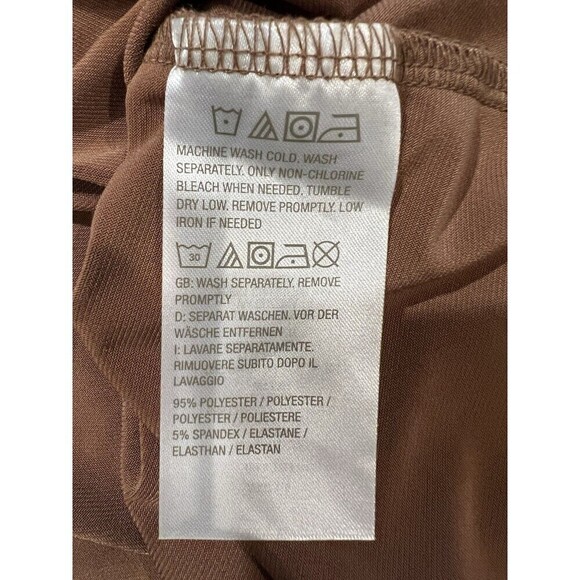 MACHINE WASH COLD. WASH
SEPARATELY. ONLY NON-CHLORINE
BLEACH WHEN NEEDED. TUMBLE
DRY LOW. REMOVE PROMPTLY. LOW
IRON IF NEEDED
30
GB: WASH SEPARATELY. REMOVE
PROMPTLY
D: SEPARAT WASCHEN. VOR DER
WÄSCHE ENTFERNEN
I: LAVARE SEPARATAMENTE.
RIMUOVERE SUBITO DOPO IL
LAVAGGIO
95% POLYESTER / POLYESTER /
POLYESTER / POLIESTERE
5% SPANDEX / ELASTANE /
ELASTHAN / ELASTAN